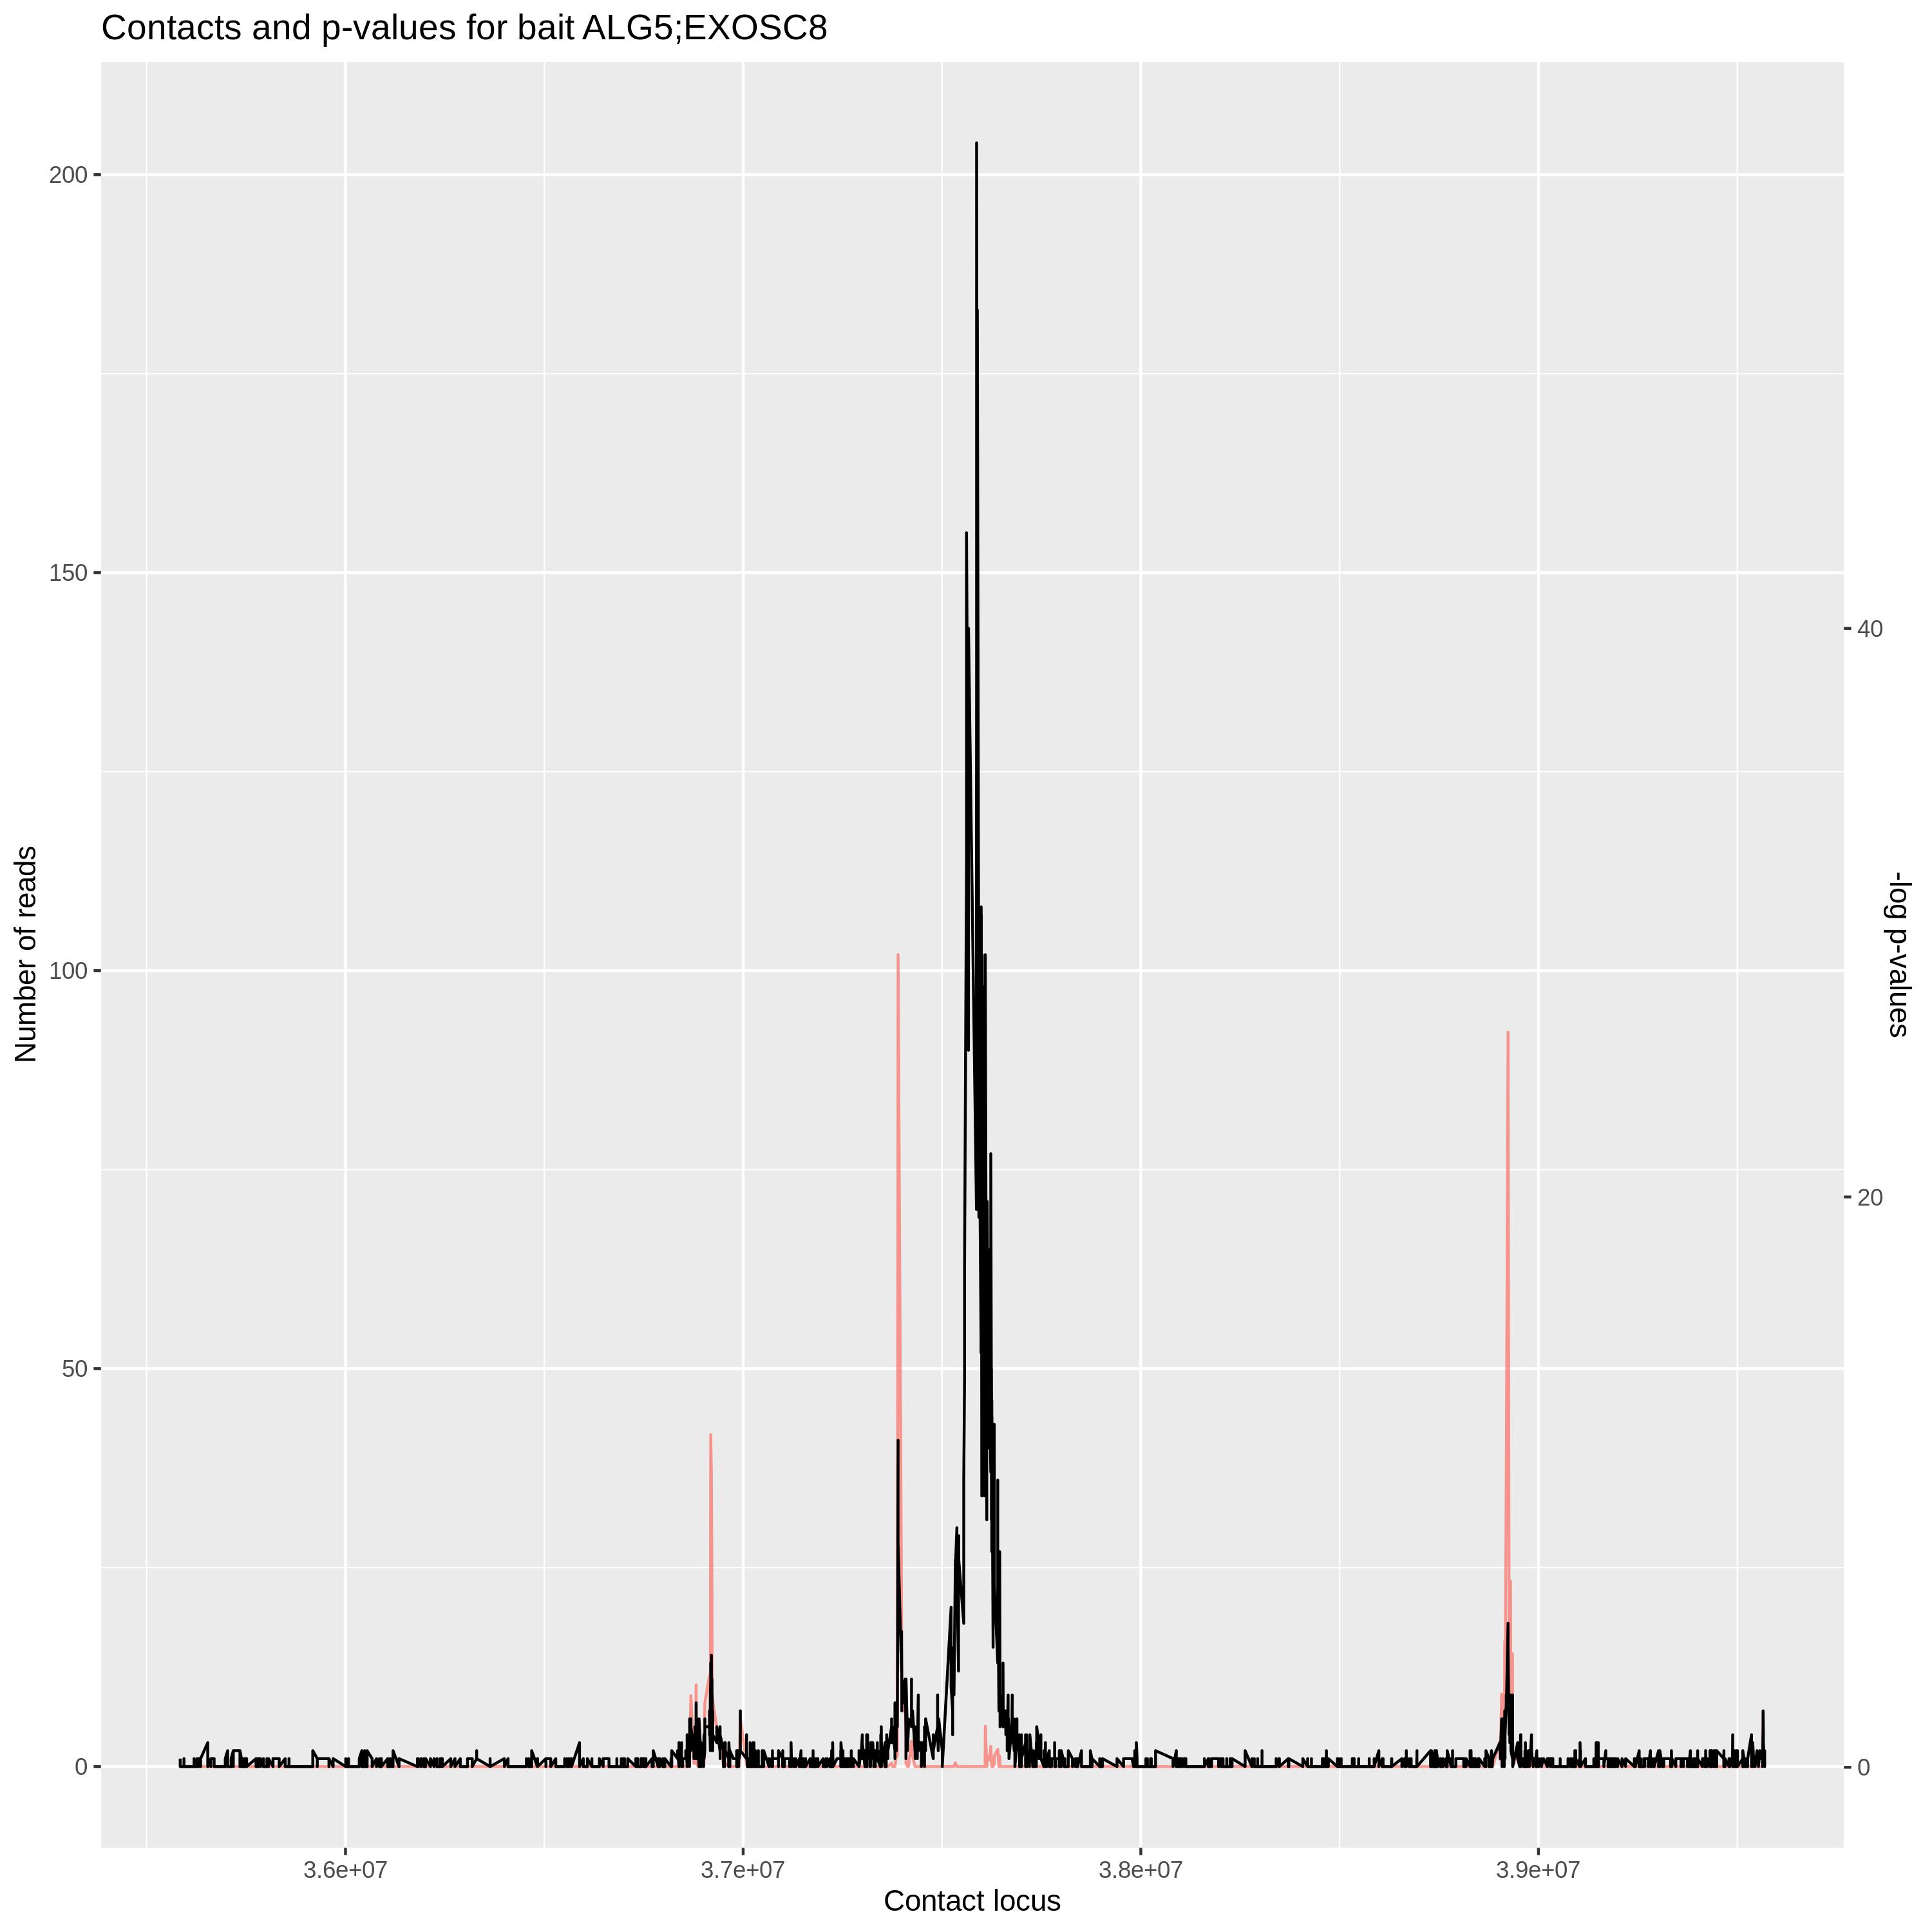 Contacts and p-values for bait ALG5;EXOSC8
200
150
100
50
0
Number of reads
40
20
0
-log p-values
3.6e+07
3.7e+07
3.8e+07
3.9e+07
Contact locus